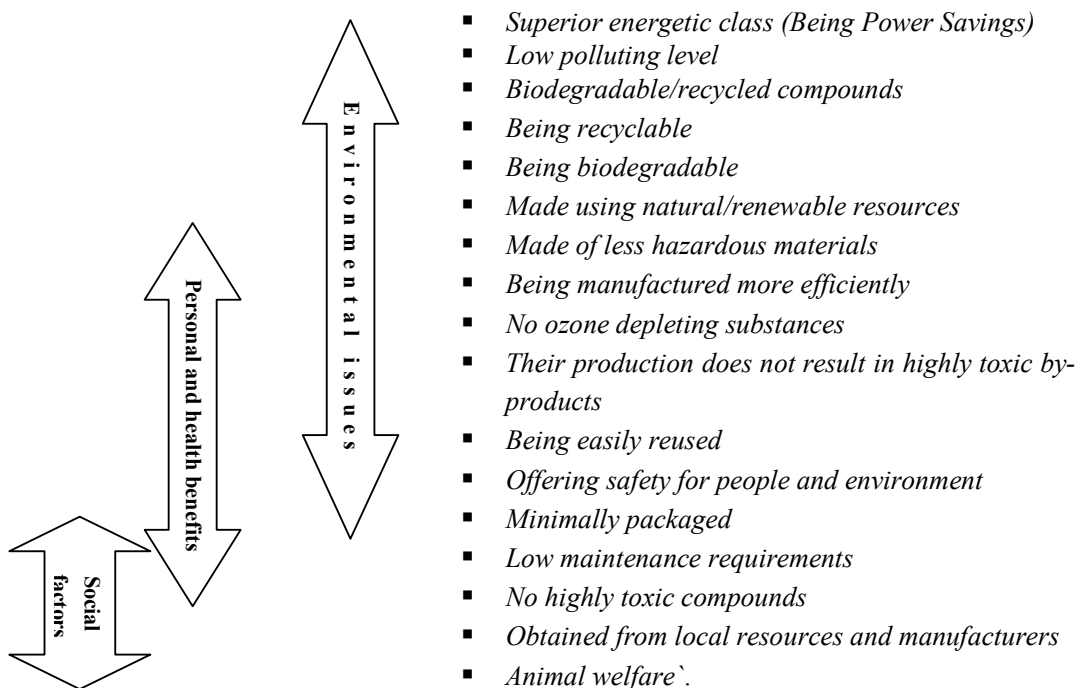 ▪ Superior energetic class (Being Power Savings)
▪ Low polluting level
▪ Biodegradable/recycled compounds
▪ Being recyclable
▪ Being biodegradable
▪ Made using natural/renewable resources
▪ Made of less hazardous materials
▪ Being manufactured more efficiently
▪ No ozone depleting substances
▪ Their production does not result in highly toxic by-
products
▪ Being easily reused
▪ Offering safety for people and environment
▪ Minimally packaged
▪ Low maintenance requirements
▪ No highly toxic compounds
▪ Obtained from local resources and manufacturers
▪ Animal welfare`.
Environmental issues
Personal and health benefits
Social
factors